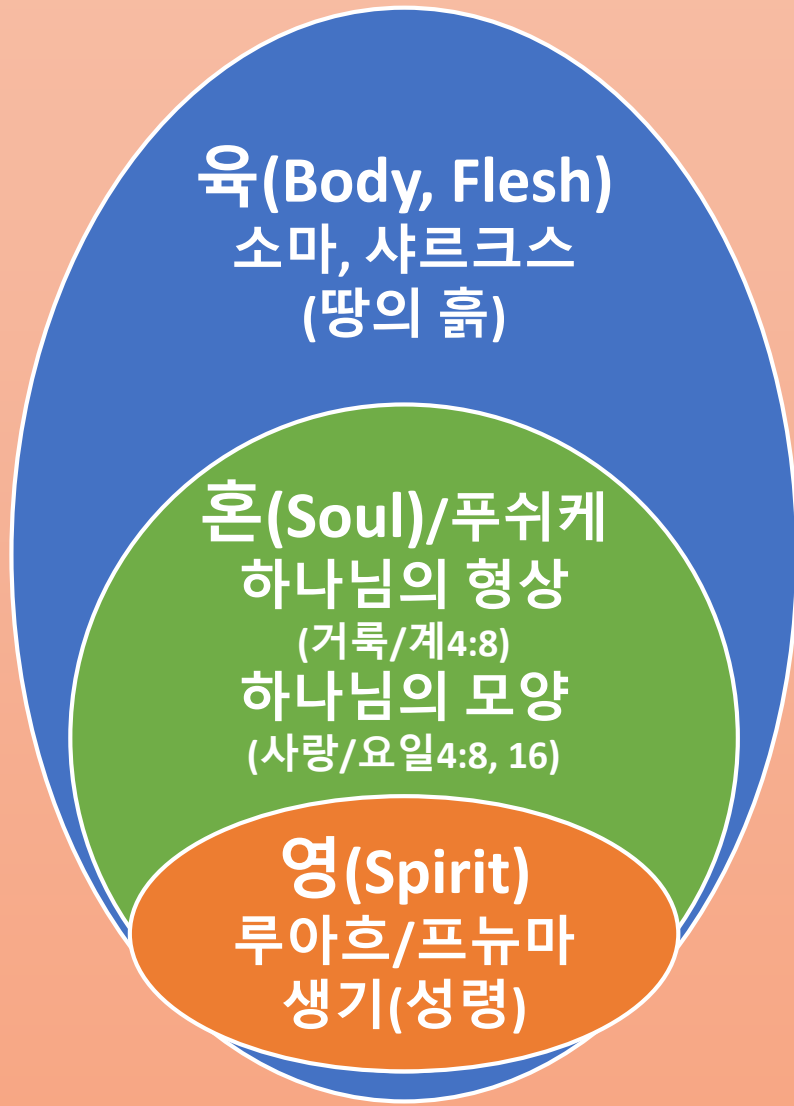 육(Body, Flesh)
소마, 샤르크스
(땅의 흙)
혼(Soul)/푸쉬케
하나님의 형상
(거룩/계4:8)
하나님의 모양
(사랑/요일4:8, 16)
영(Spirit)
루아흐/프뉴마
생기(성령)